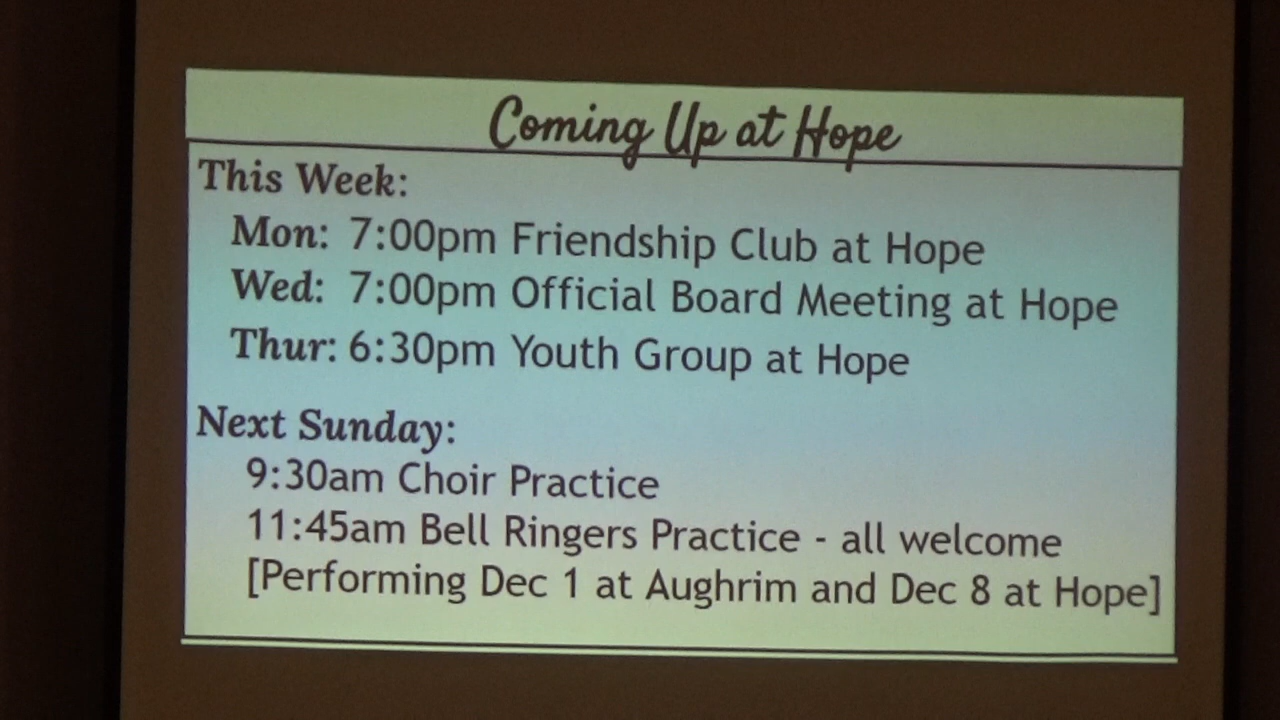 Coming Up at Hope
This Week:
Mon: 7:00pm Friendship Club at Hope
Wed: 7:00pm Official Board Meeting at Hope
Thur: 6:30pm Youth Group at Hope
Next Sunday:
9:30am Choir Practice
11:45am Bell Ringers Practice - all welcome
[Performing Dec 1 at Aughrim and Dec 8 at Hope]